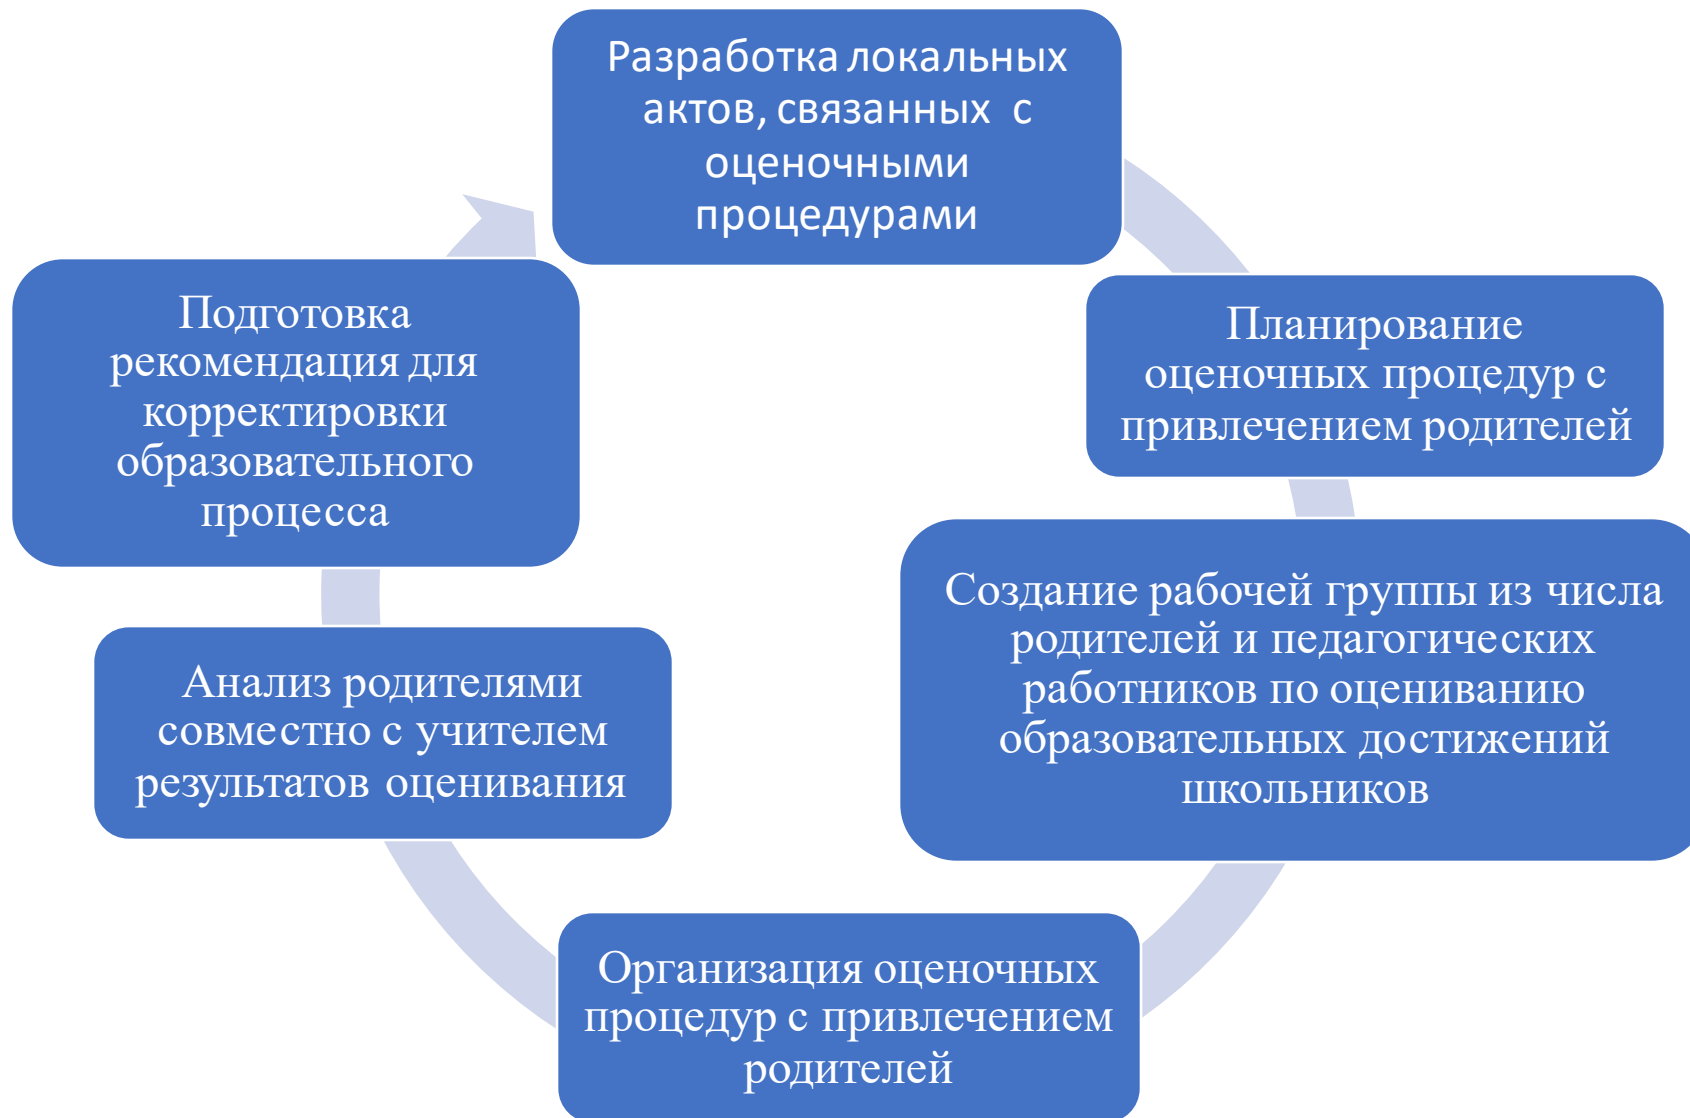 Разработка локальных
актов, связанных с
оценочными
процедурами
Планирование
оценочных процедур с
привлечением родителей
Создание рабочей группы из числа
родителей и педагогических
работников по оцениванию
образовательных достижений
школьников
Организация оценочных
процедур с привлечением
родителей
Анализ родителями
совместно с учителем
результатов оценивания
Подготовка
рекомендация для
корректировки
образовательного
процесса